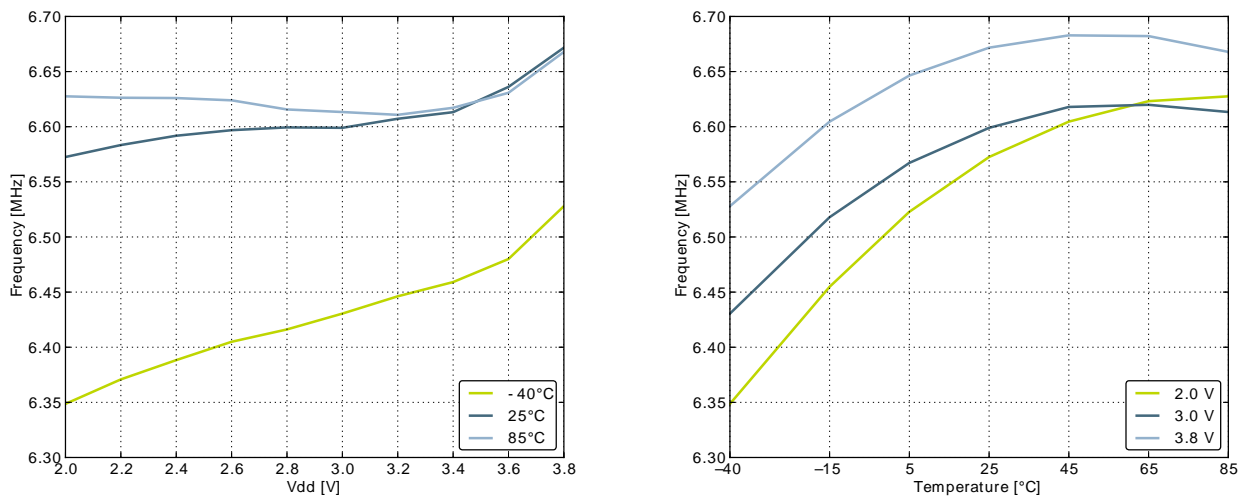 6.70
6.65
6.60
6.55
6.50
6.45
6.40
6.35
6.30
Frequency [MHz]
2.0 2.2 2.4 2.6 2.8 3.0 3.2 3.4 3.6 3.8
Vdd [V]
- 40°C
25°C
85°C
6.70
6.65
6.60
6.55
6.50
6.45
6.40
6.35
6.30
Frequency [MHz]
–40 –15 5 25 45 65 85
Temperature [°C]
2.0 V
3.0 V
3.8 V